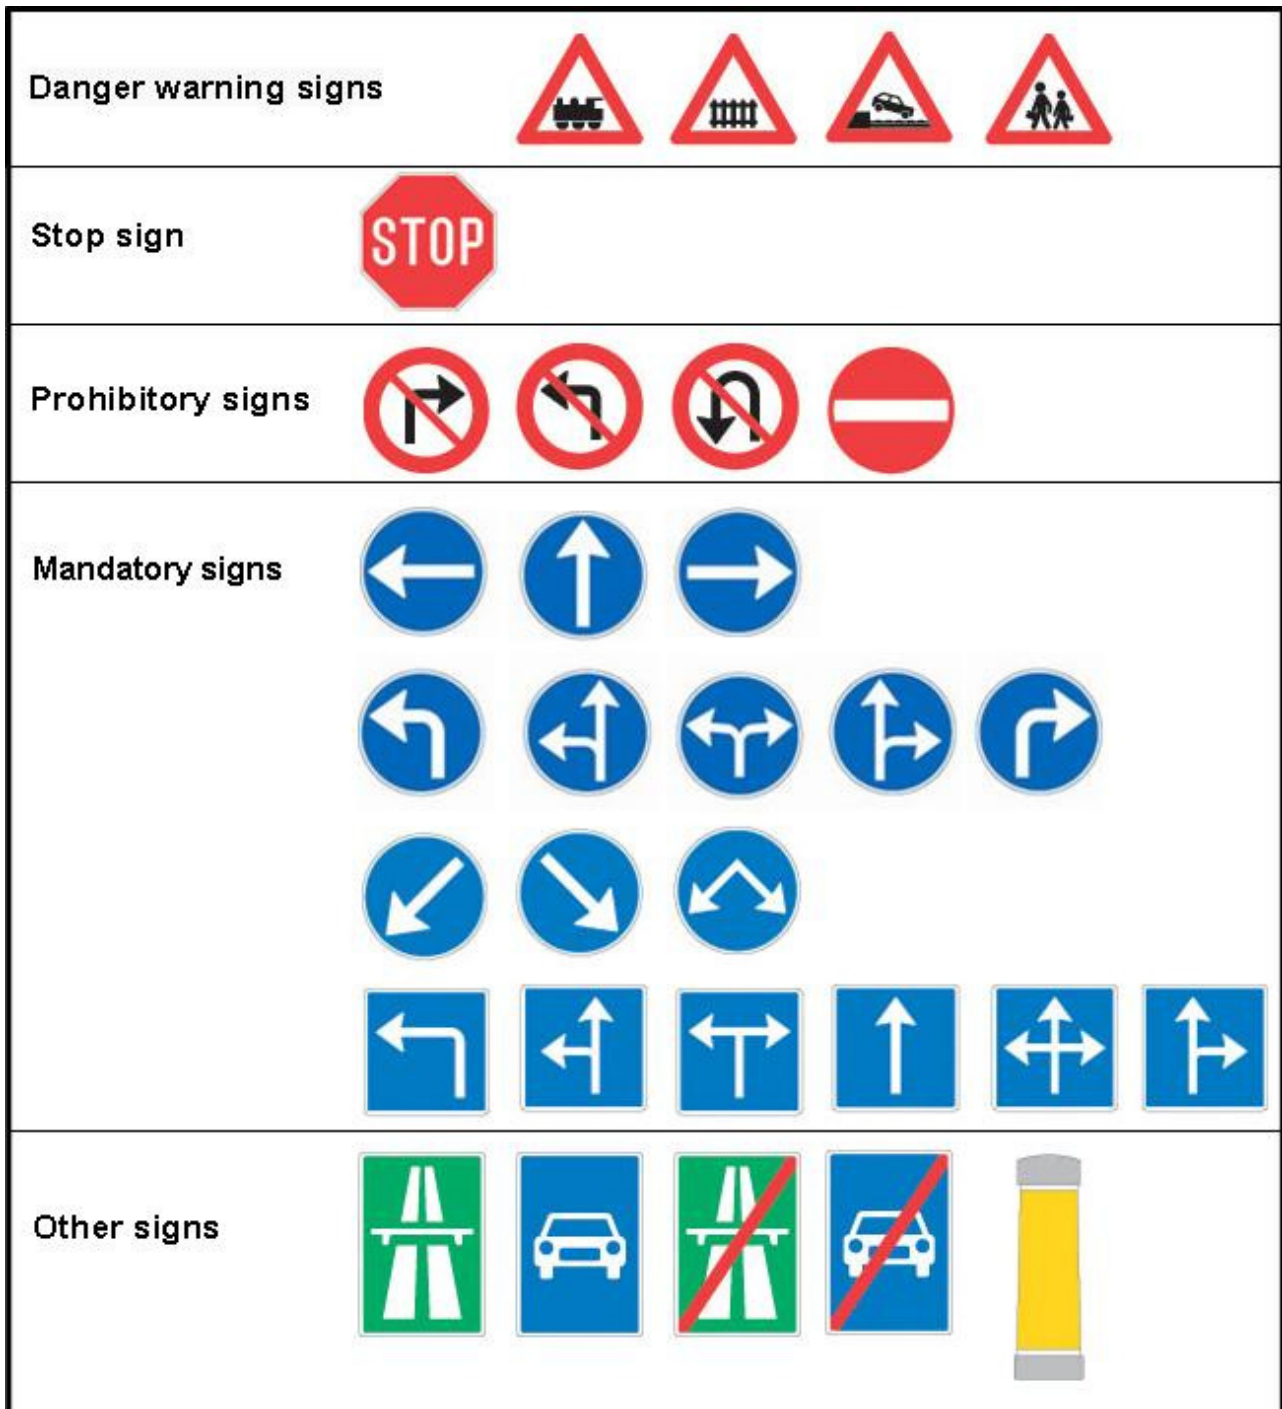 Danger warning signs
Stop sign
STOP
Prohibitory signs
Mandatory signs
Other signs